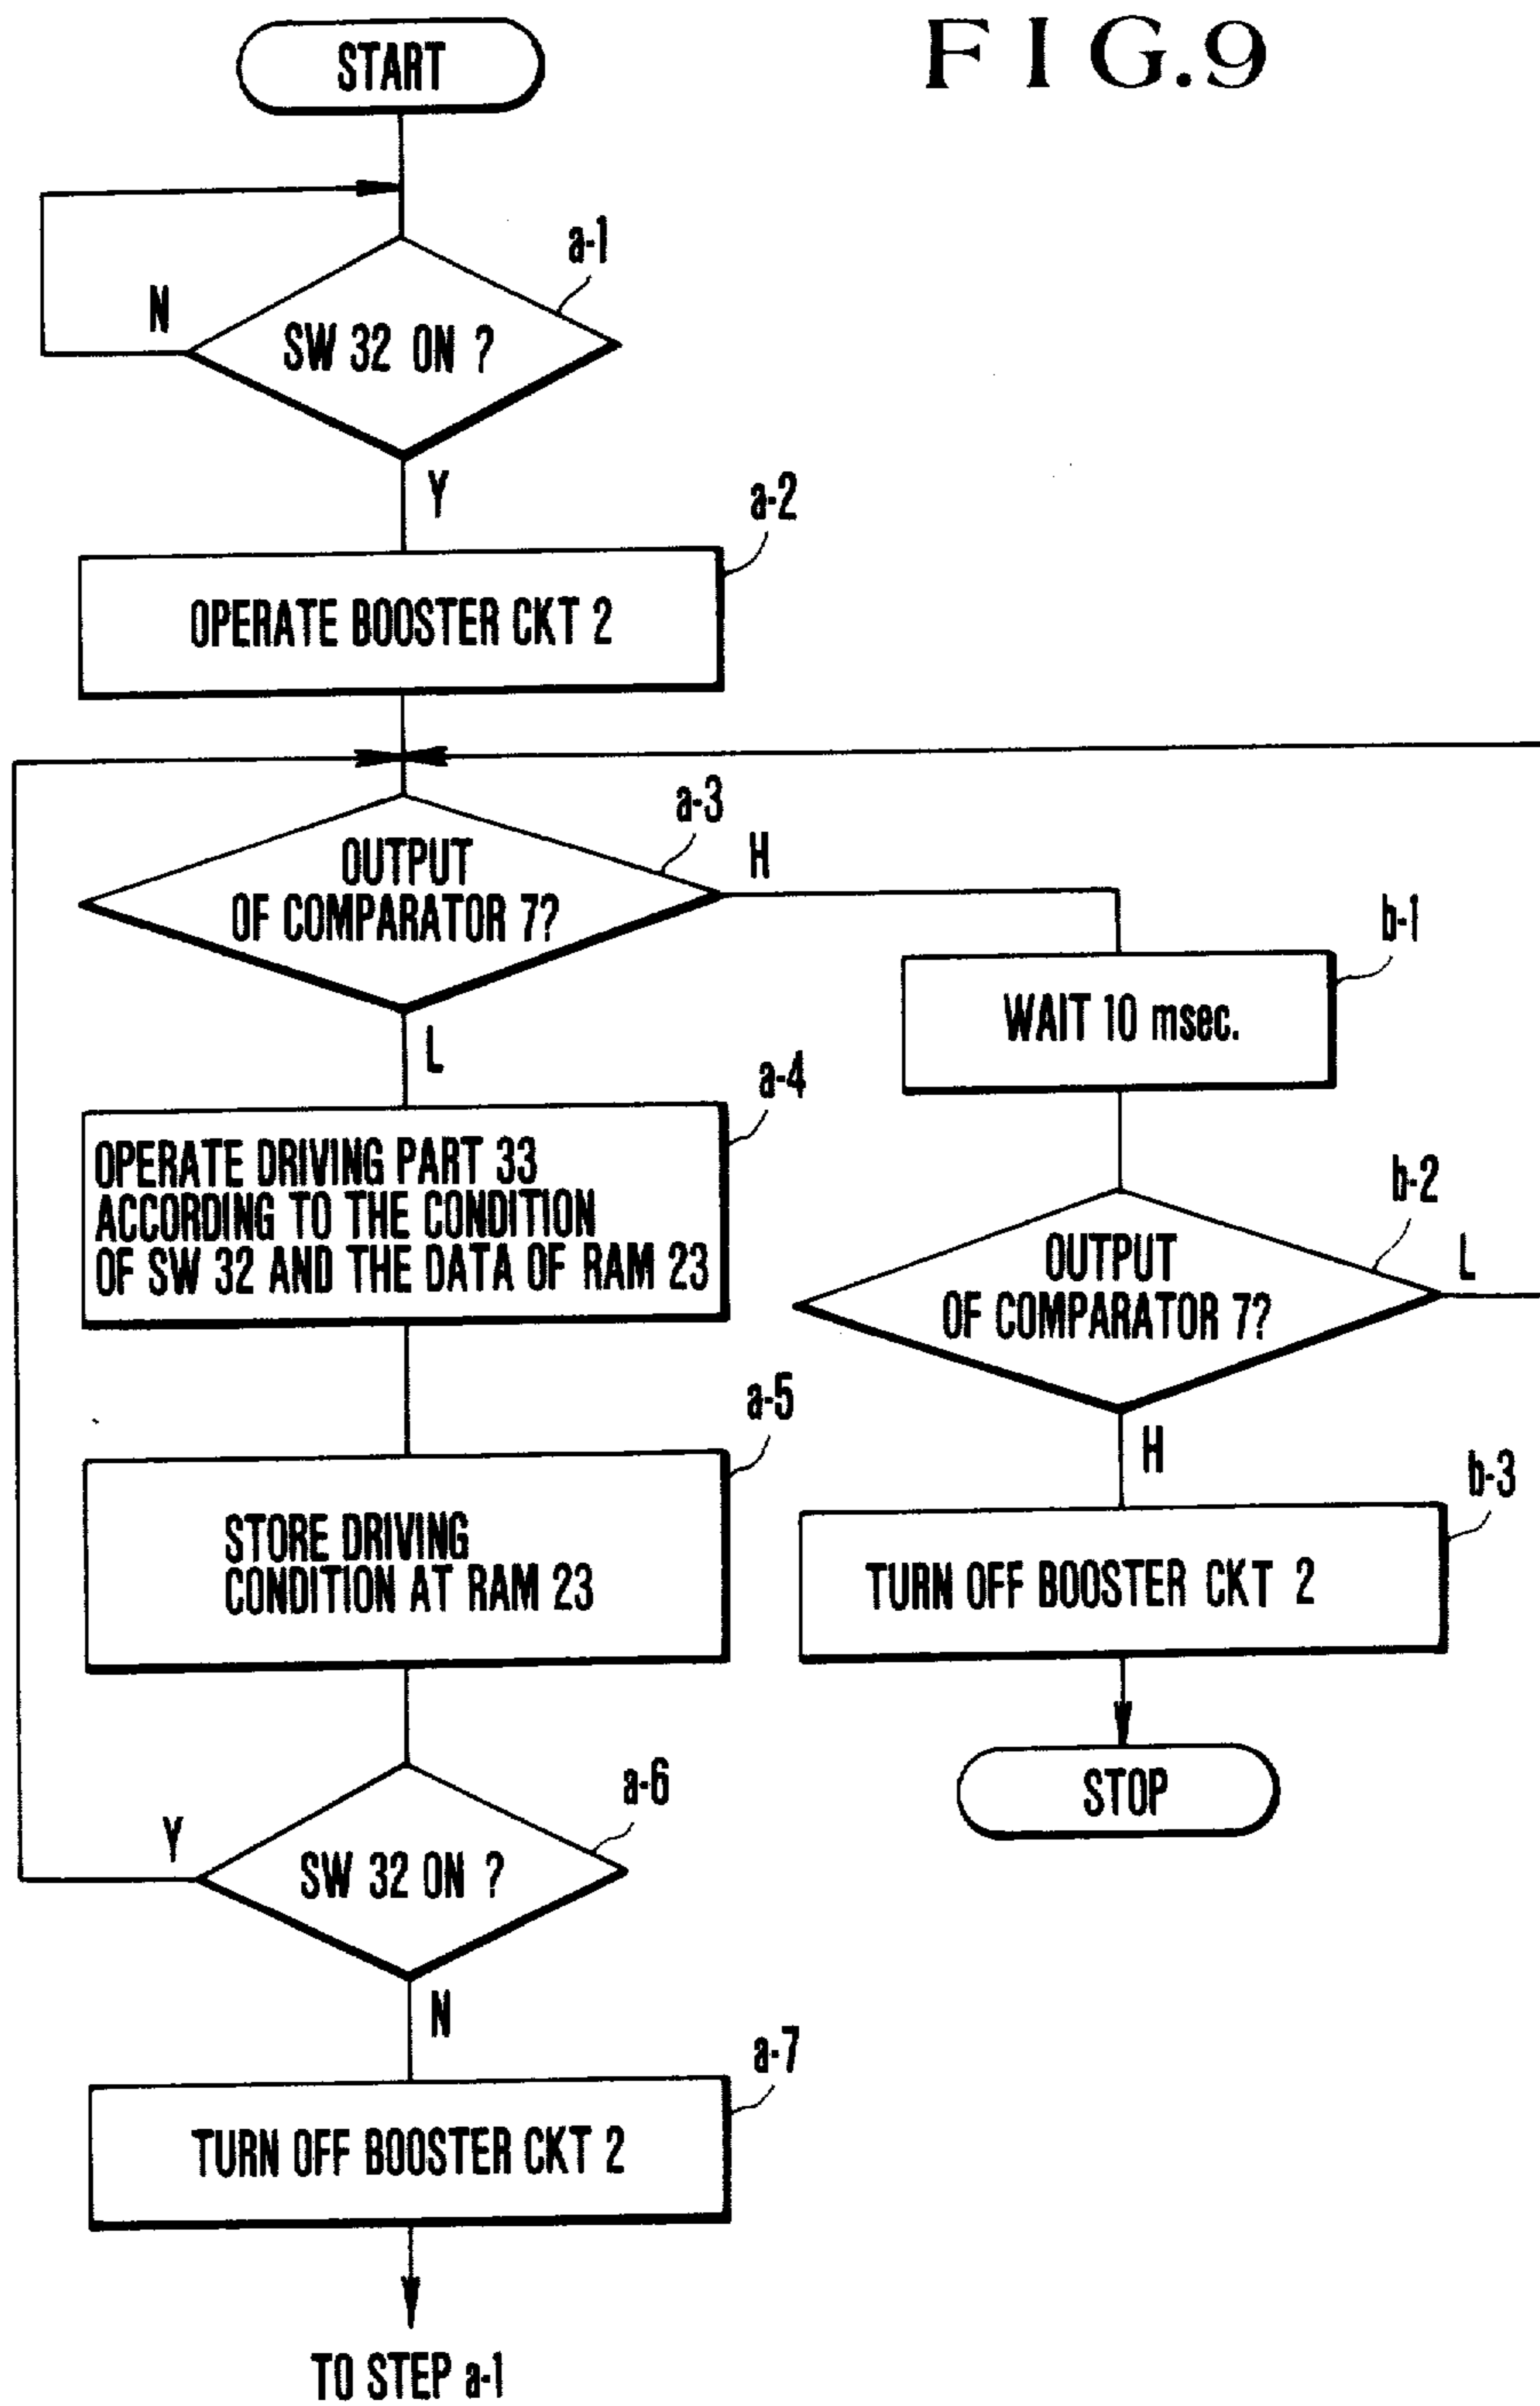 FIG.9
START
a-1
N
SW 32 ON ?
Y
a-2
OPERATE BOOSTER CKT 2
a-3
H
OUTPUT
OF COMPARATOR 7?
L
b-1
WAIT 10 msec.
a-4
OPERATE DRIVING PART 33
ACCORDING TO THE CONDITION
OF SW 32 AND THE DATA OF RAM 23
b-2
L
OUTPUT
OF COMPARATOR 7?
H
a-5
STORE DRIVING
CONDITION AT RAM 23
b-3
TURN OFF BOOSTER CKT 2
STOP
a-6
Y
SW 32 ON ?
N
a-7
TURN OFF BOOSTER CKT 2
TO STEP a-1